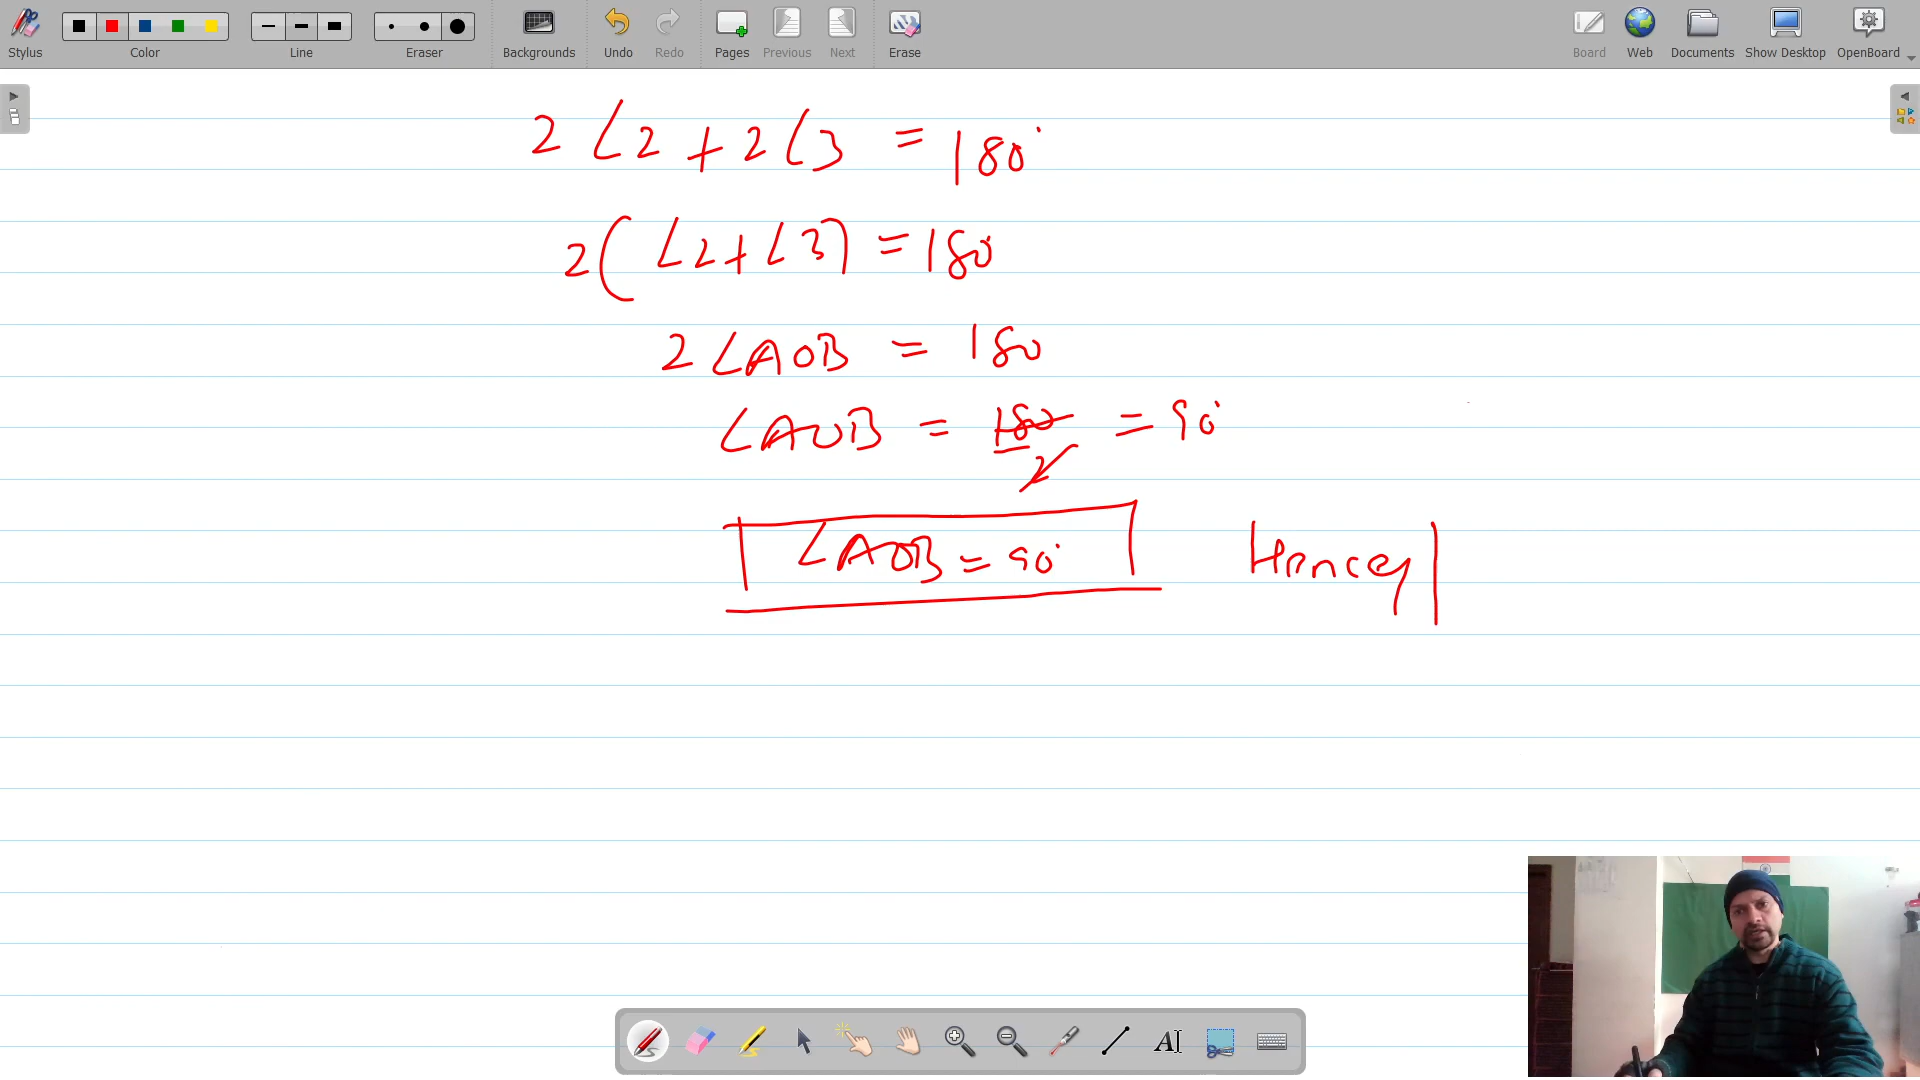 Stylus Color Line Eraser Backgrounds Undo Redo Pages Previous Next Erase Board Web Documents Show Desktop OpenBoard
2 ∠2 + 2∠3 = 180°
2(∠2+∠3) = 180
2∠AOB = 180
∠AOB = 180/2 = 90°
∠AOB = 90°